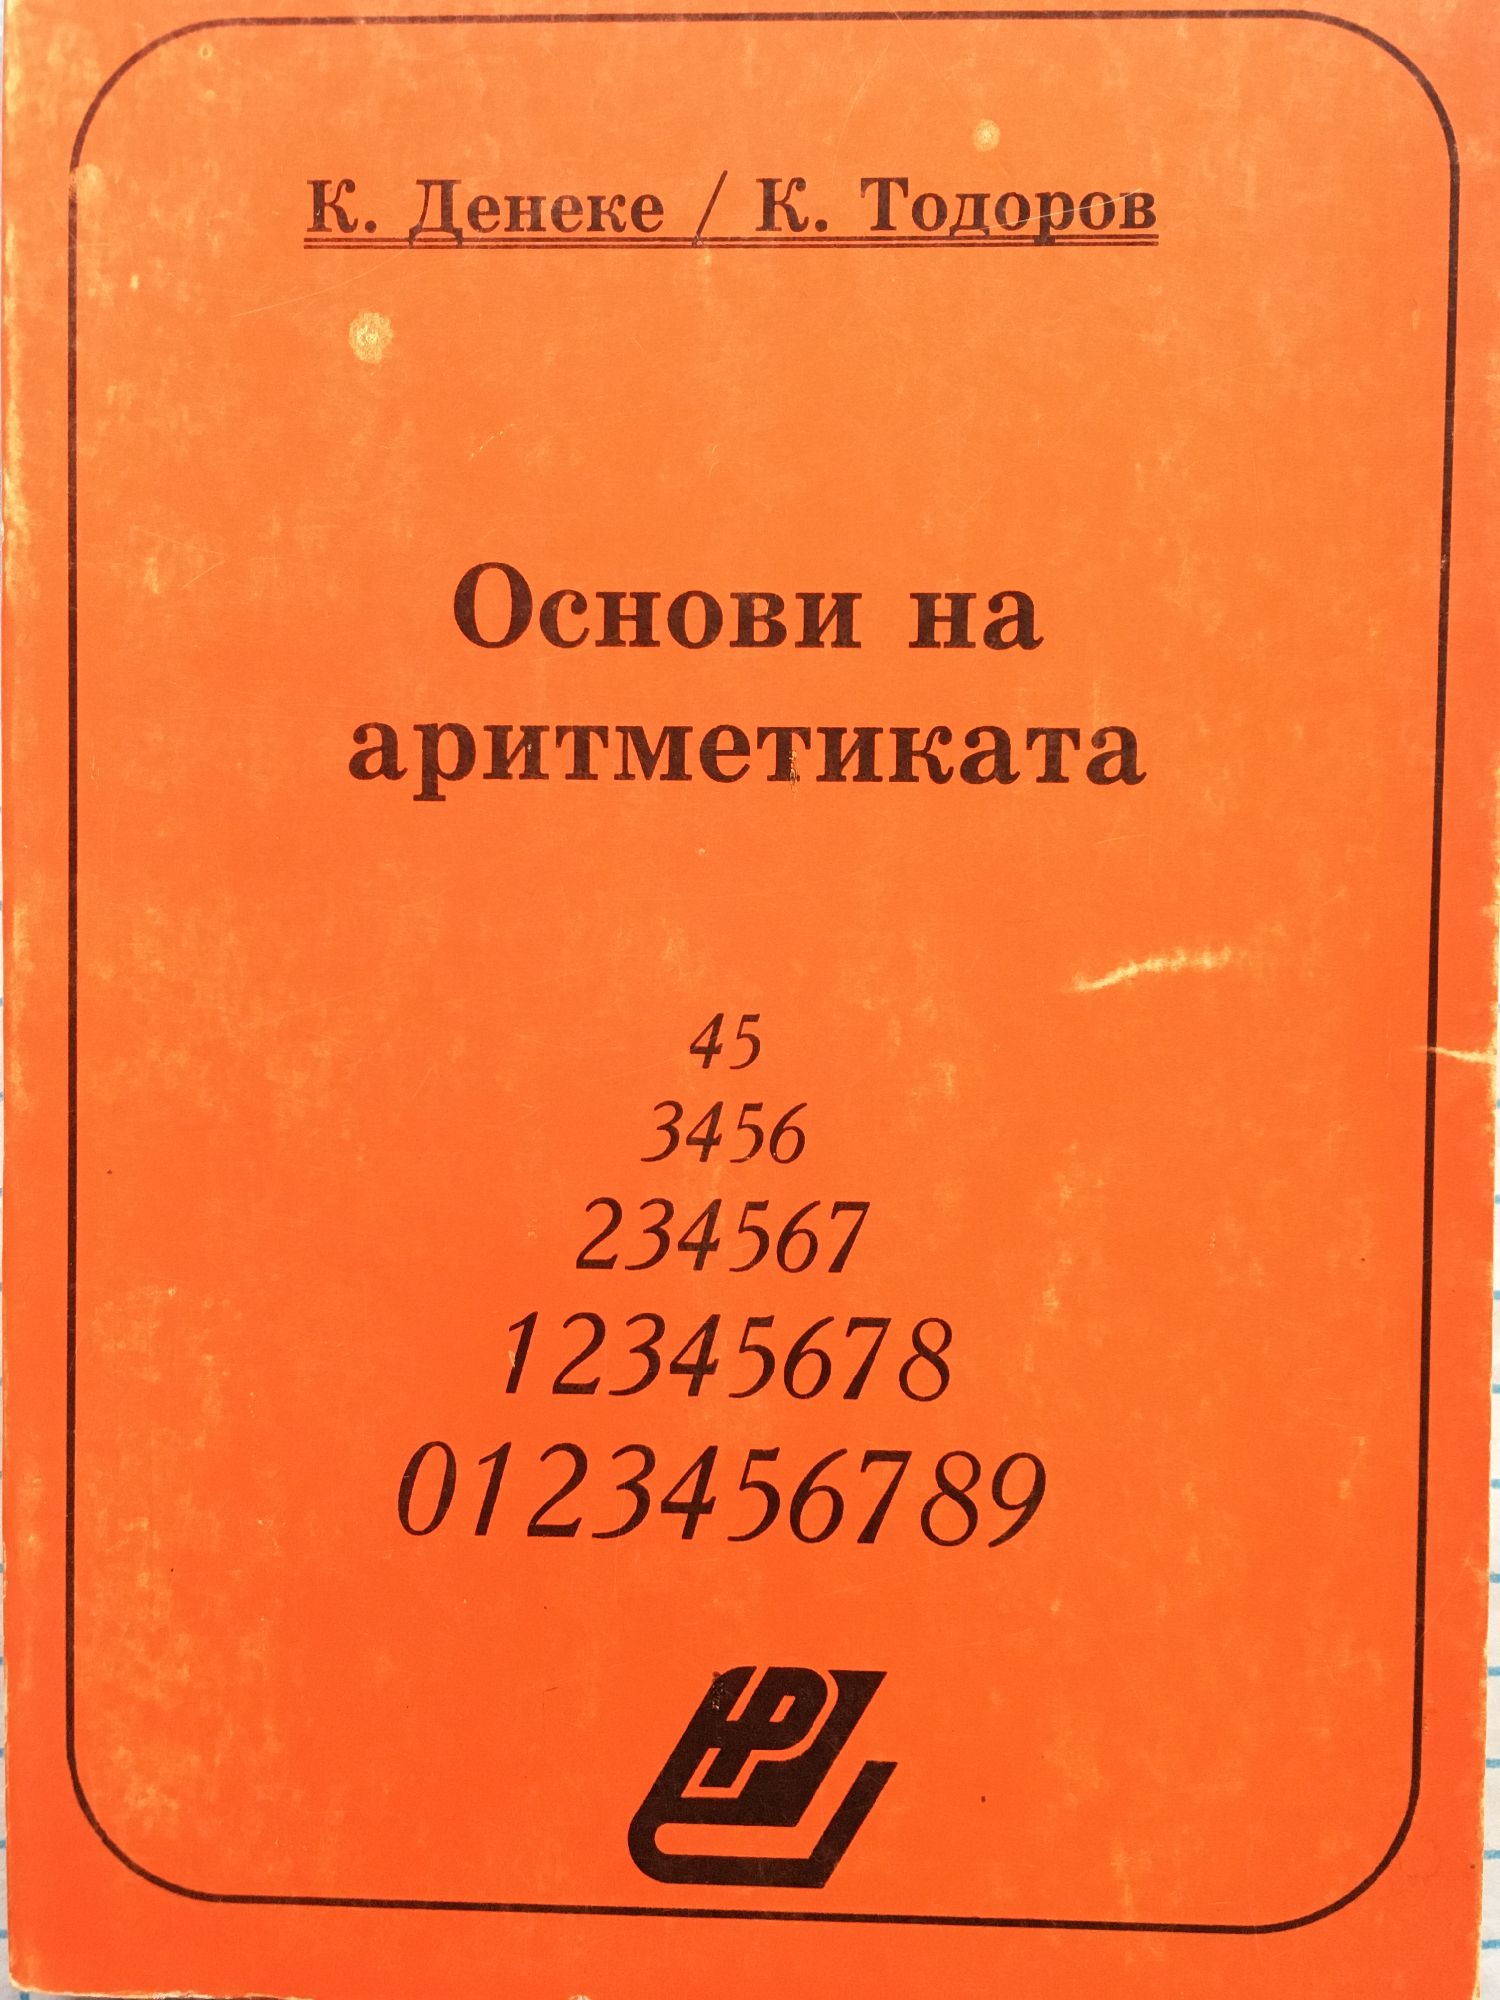 К. Денеке / К. Тодоров
Основи на
аритметиката
45
3456
234567
12345678
0123456789